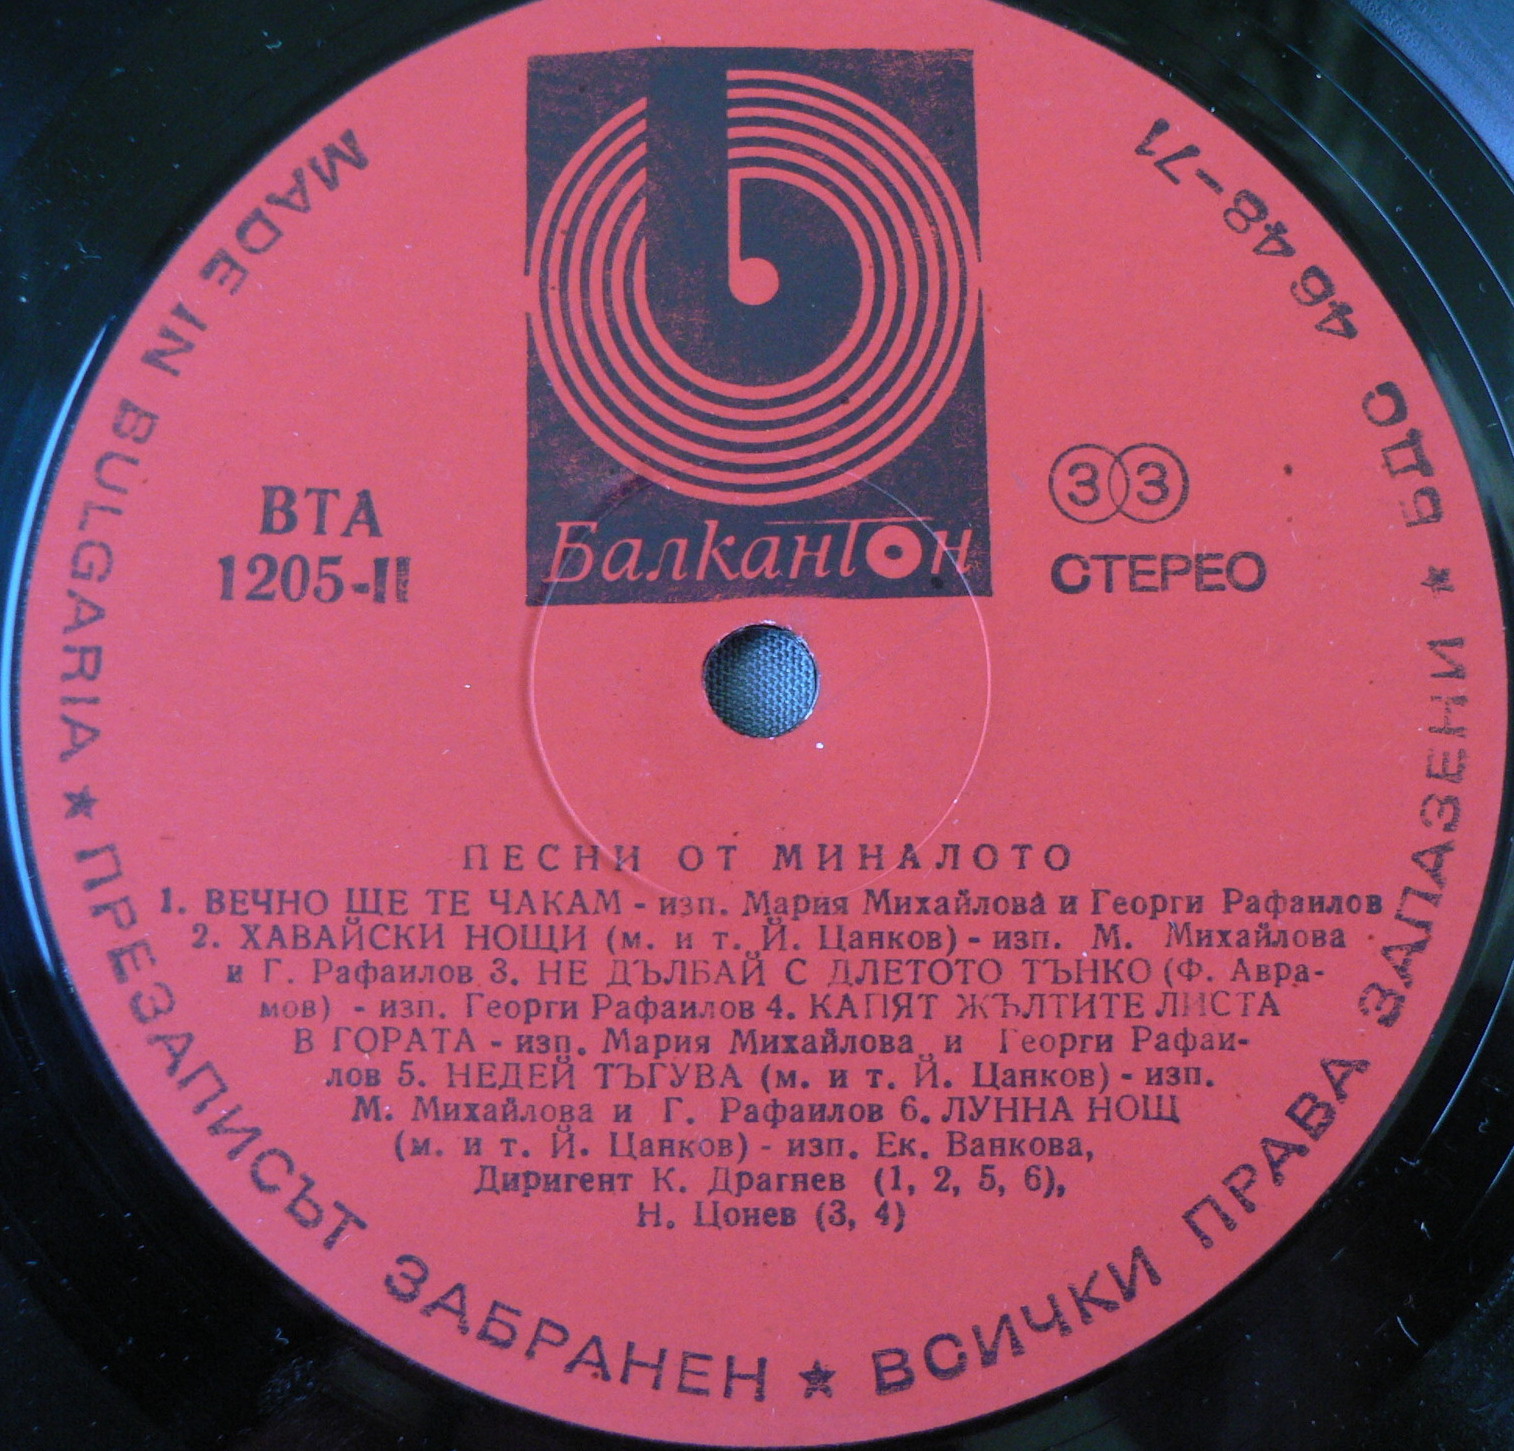 Балкантон
ВТА
1205-II
33
СТЕРЕО
ПЕСНИ ОТ МИНАЛОТО
1. ВЕЧНО ЩЕ ТЕ ЧАКАМ - изп. Мария Михайлова и Георги Рафаилов
2. ХАВАЙСКИ НОЩИ (м. и т. Й. Цанков) - изп. М. Михайлова
и Г. Рафаилов 3. НЕ ДЪЛБАЙ С ДЛЕТОТО ТЪНКО (Ф. Авра-
мов) - изп. Георги Рафаилов 4. КАПЯТ ЖЪЛТИТЕ ЛИСТА
В ГОРАТА - изп. Мария Михайлова и Георги Рафаи-
лов 5. НЕДЕЙ ТЪГУВА (м. и т. Й. Цанков) - изп.
М. Михайлова и Г. Рафаилов 6. ЛУННА НОЩ
(м. и т. Й. Цанков) - изп. Ек. Ванкова,
Диригент К. Драгнев (1, 2, 5, 6),
Н. Цонев (3, 4)
MADE IN BULGARIA ★ ПРЕЗАПИСЪТ ЗАБРАНЕН ★ ВСИЧКИ ПРАВА ЗАПАЗЕНИ ★ БДС 46 48-71